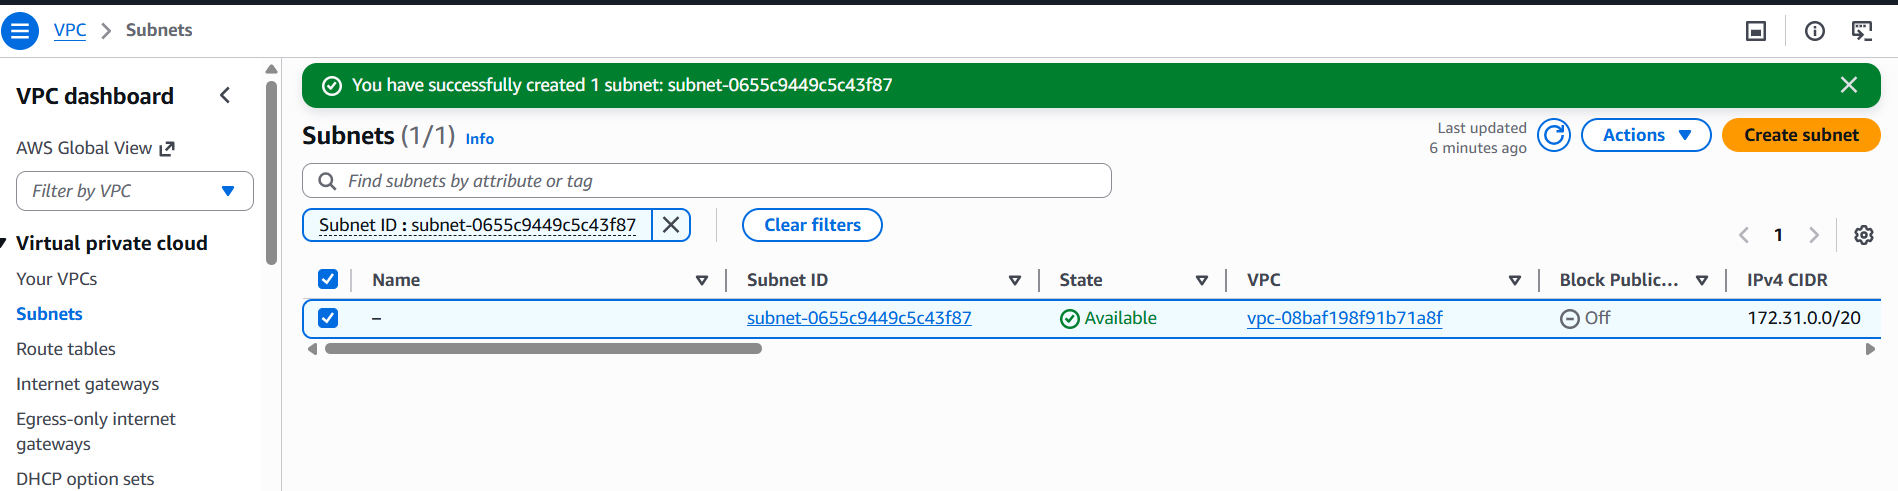 VPC > Subnets
You have successfully created 1 subnet: subnet-0655c9449c5c43f87
VPC dashboard
AWS Global View
Filter by VPC
Virtual private cloud
Your VPCs
Subnets
Route tables
Internet gateways
Egress-only internet
gateways
DHCP option sets
Subnets (1/1) Info
Last updated
6 minutes ago
Actions
Create subnet
Find subnets by attribute or tag
Subnet ID : subnet-0655c9449c5c43f87
Clear filters
1
Name Subnet ID State VPC Block Public... IPv4 CIDR
– subnet-0655c9449c5c43f87 Available vpc-08baf198f91b71a8f Off 172.31.0.0/20